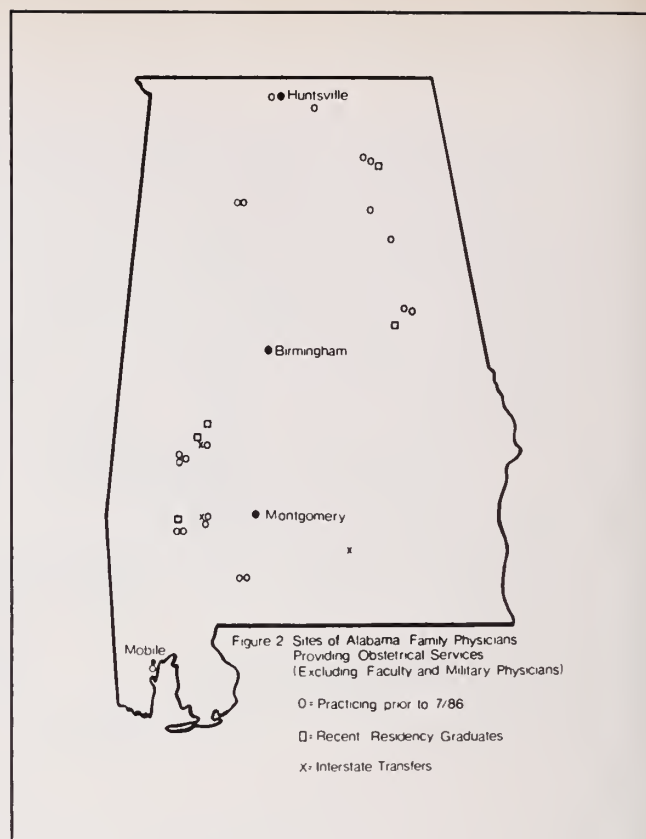 Huntsville
Birmingham
Montgomery
Mobile
Figure 2 Sites of Alabama Family Physicians
Providing Obstetrical Services
(Excluding Faculty and Military Physicians)
O= Practicing prior to 7/86
□= Recent Residency Graduates
x= Interstate Transfers